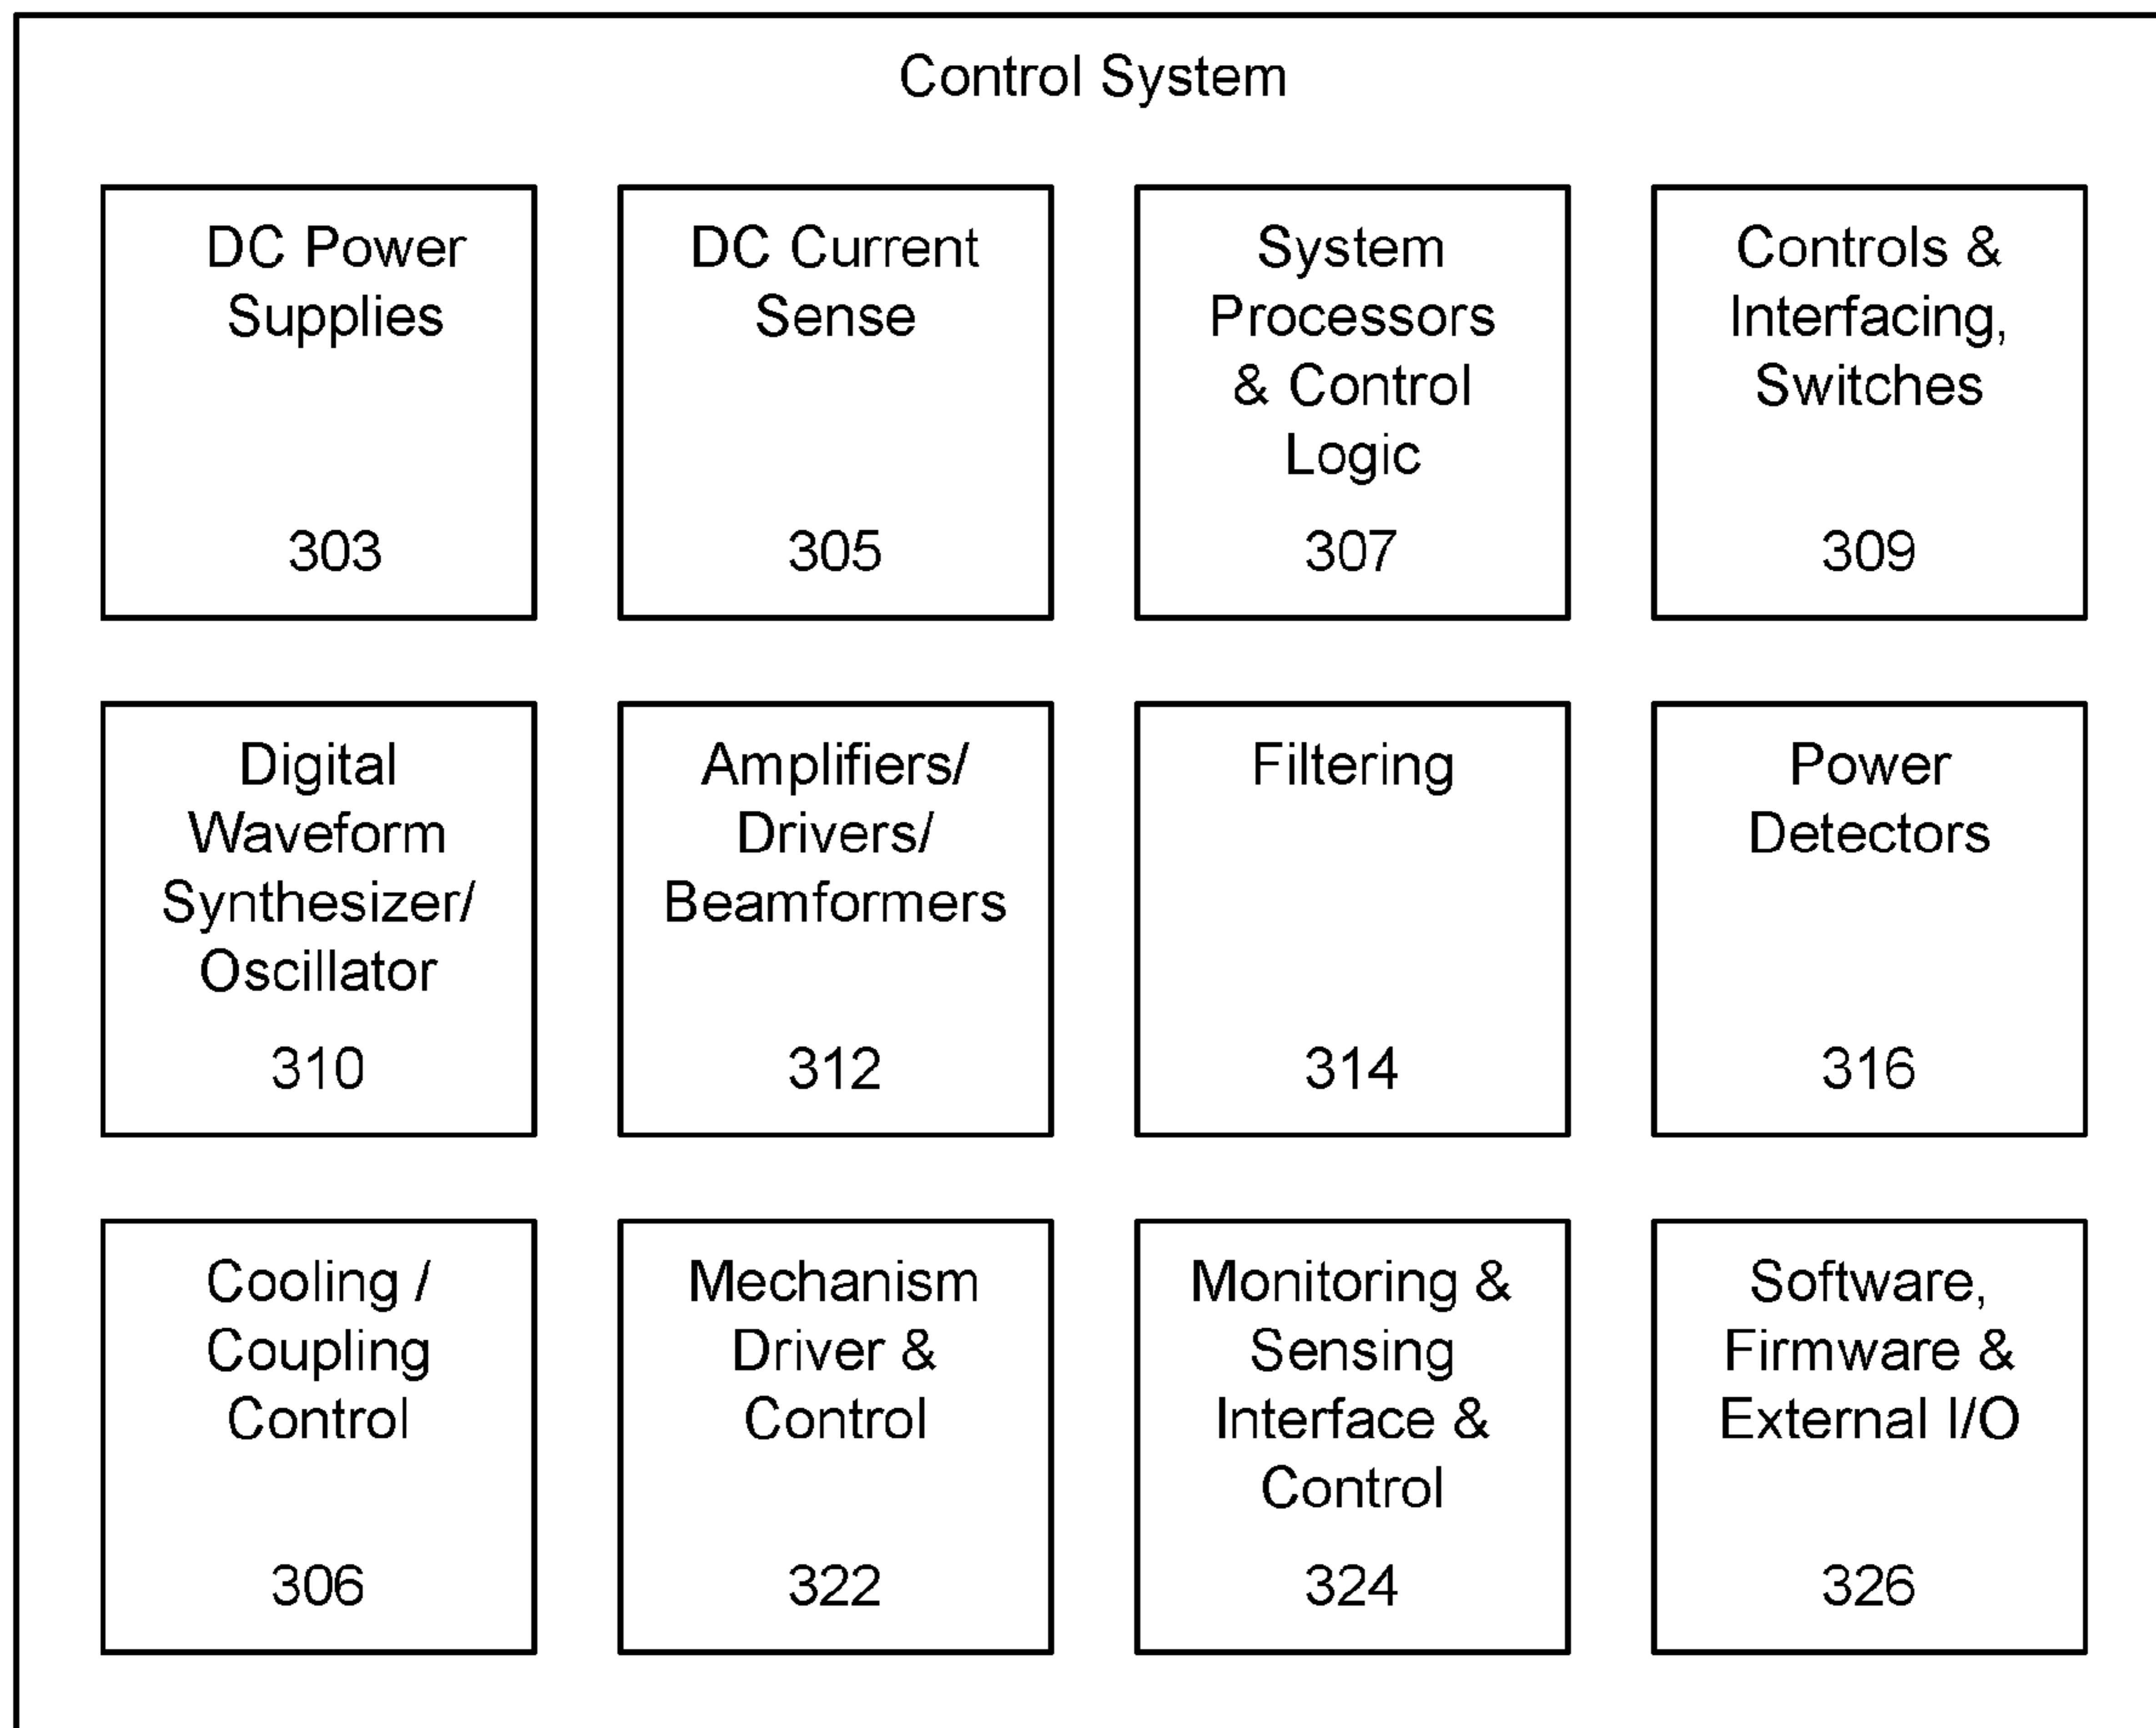 Control System
DC Power
Supplies
303
DC Current
Sense
305
System
Processors
& Control
Logic
307
Controls &
Interfacing,
Switches
309
Digital
Waveform
Synthesizer/
Oscillator
310
Amplifiers/
Drivers/
Beamformers
312
Filtering
314
Power
Detectors
316
Cooling /
Coupling
Control
306
Mechanism
Driver &
Control
322
Monitoring &
Sensing
Interface &
Control
324
Software,
Firmware &
External I/O
326